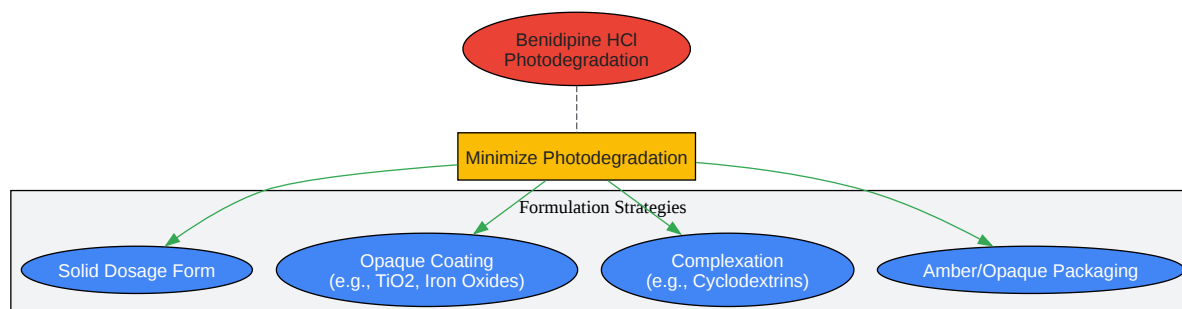 Benidipine HCl
Photodegradation
Minimize Photodegradation
Formulation Strategies
Solid Dosage Form
Opaque Coating
(e.g., TiO2, Iron Oxides)
Complexation
(e.g., Cyclodextrins)
Amber/Opaque Packaging